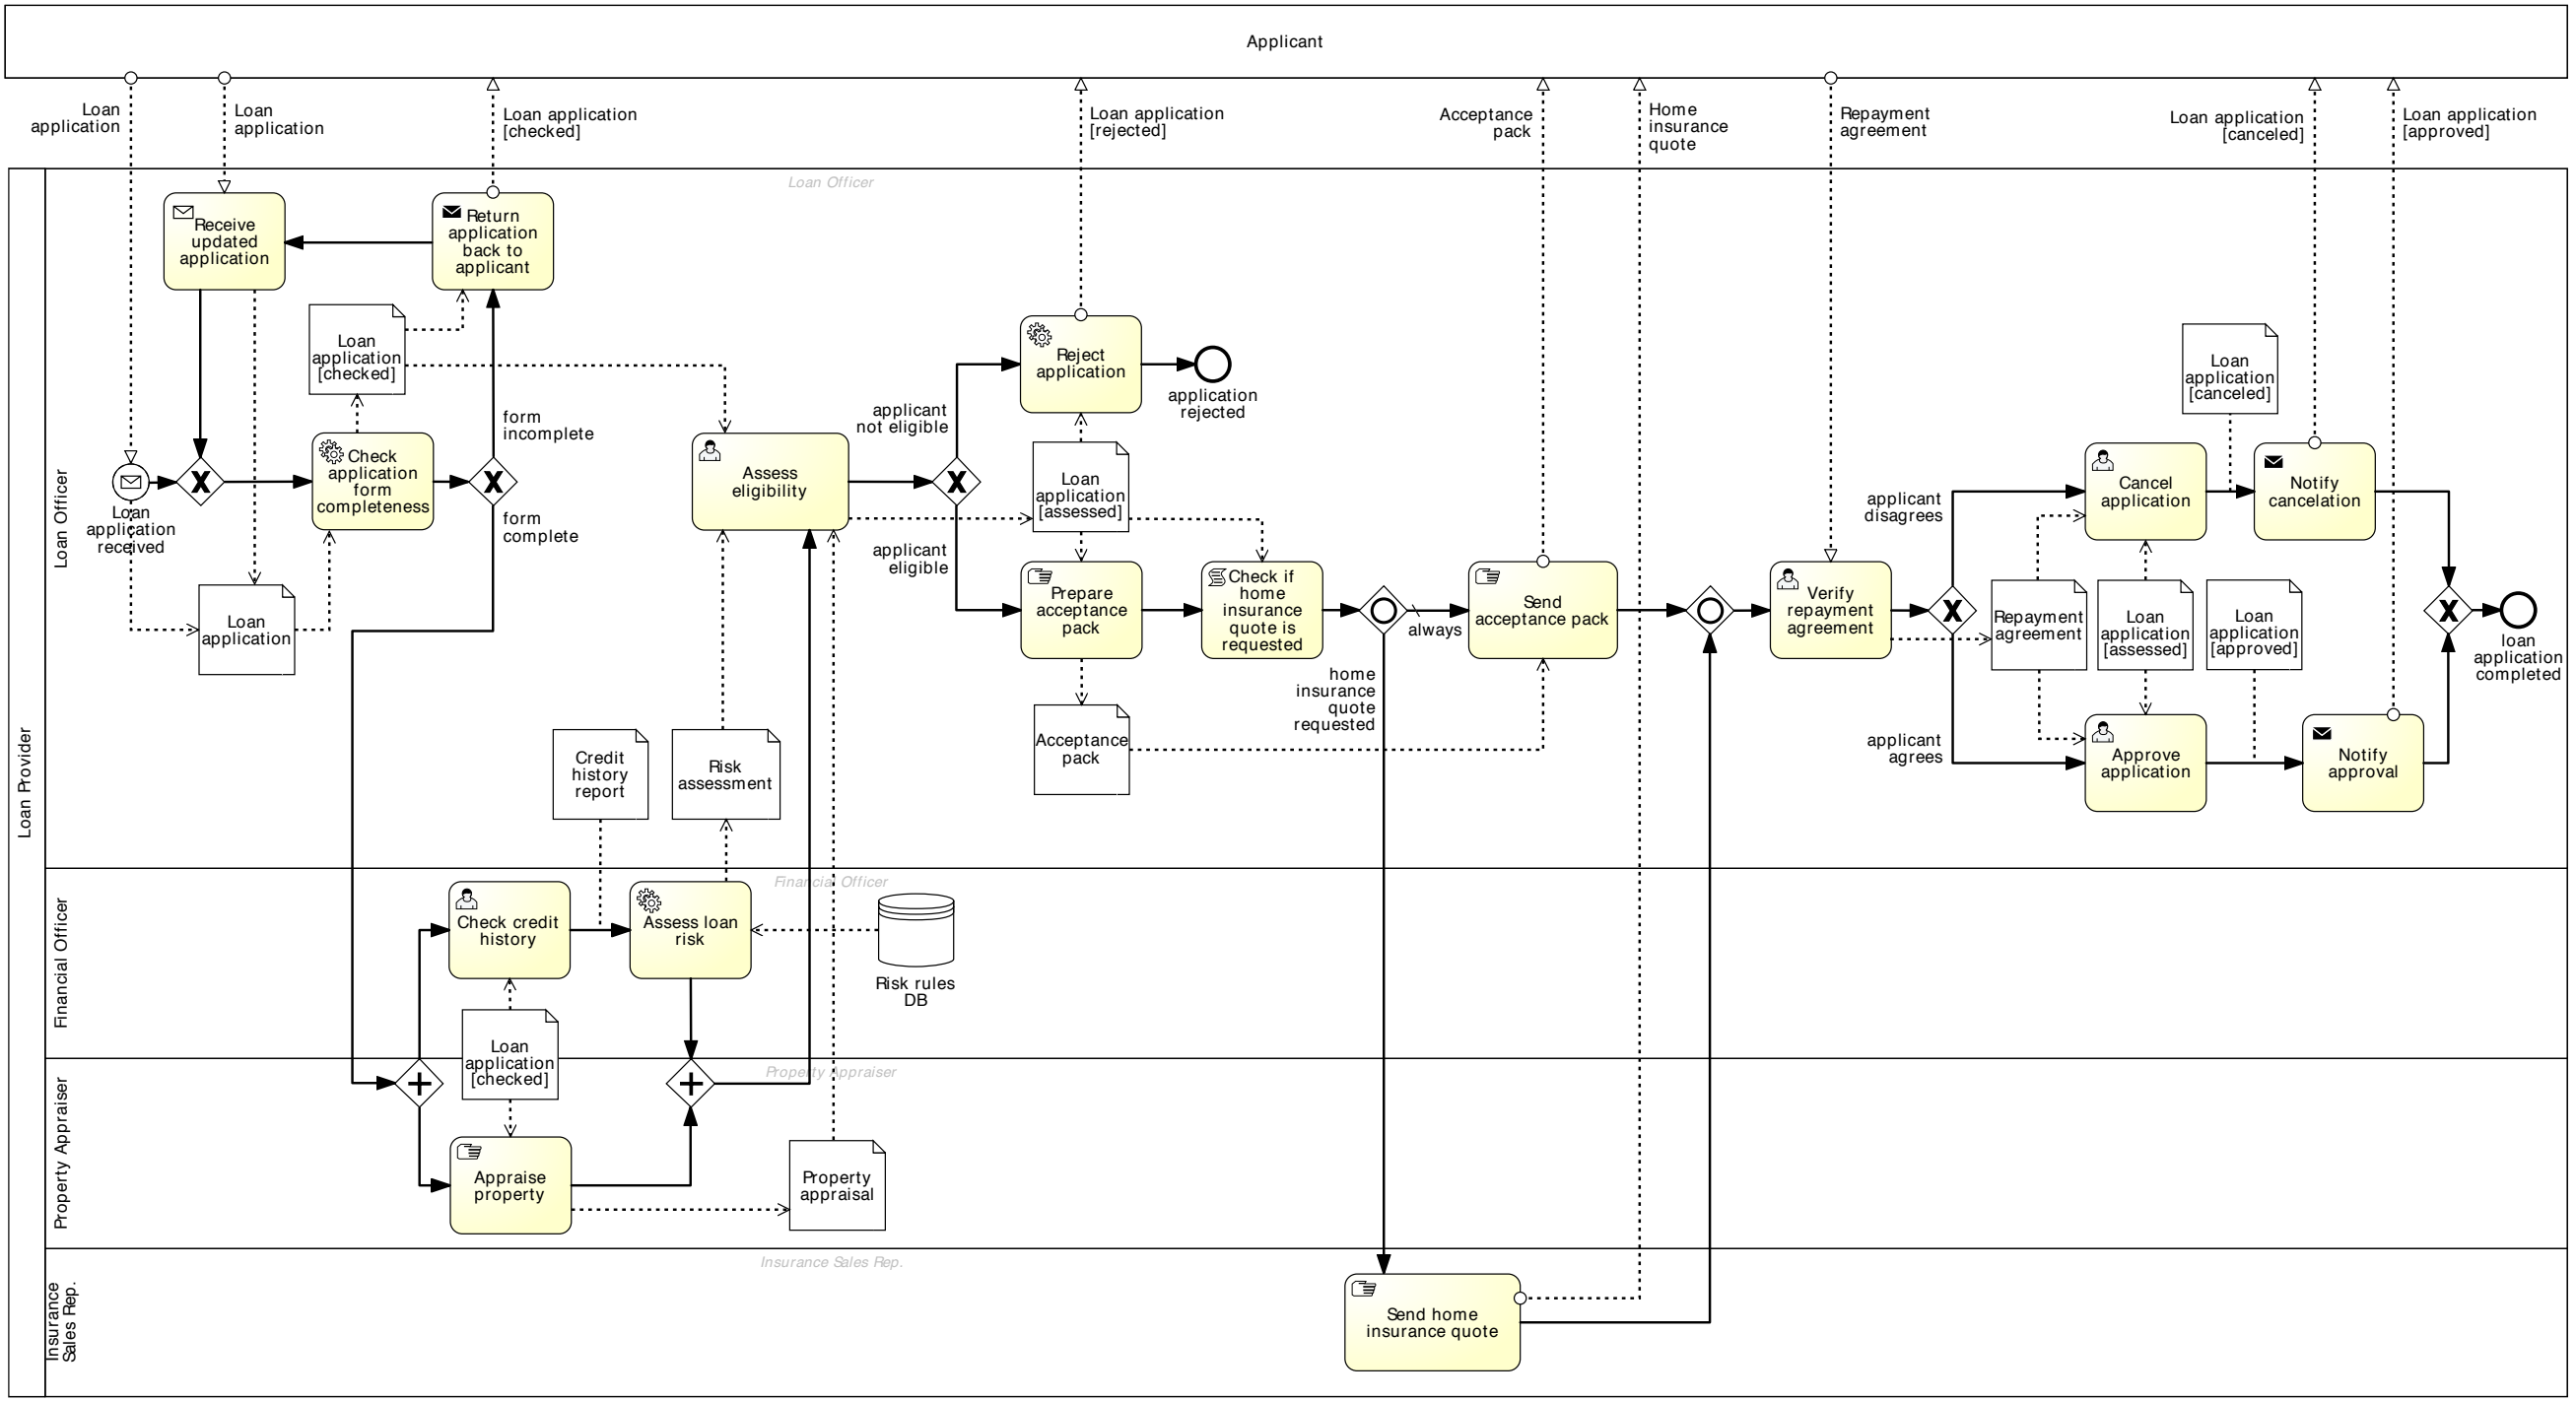 Applicant
Loan
application
Loan
application
Loan application
[checked]
Loan application
[rejected]
Acceptance
pack
Home
insurance
quote
Repayment
agreement
Loan application
[canceled]
Loan application
[approved]
Loan Provider
Loan Officer
Loan Officer
Receive
updated
application
Return
application
back to
applicant
Loan
application
[checked]
form
incomplete
form
complete
Loan
application
received
Check
application
form
completeness
Loan
application
Assess
eligibility
applicant
not eligible
applicant
eligible
Reject
application
application
rejected
Loan
application
[assessed]
Prepare
acceptance
pack
Check if
home
insurance
quote is
requested
always
home
insurance
quote
requested
Acceptance
pack
Send
acceptance pack
Verify
repayment
agreement
applicant
disagrees
applicant
agrees
Repayment
agreement
Loan
application
[assessed]
Loan
application
[approved]
Loan
application
[canceled]
Cancel
application
Notify
cancelation
Approve
application
Notify
approval
loan
application
completed
Credit
history
report
Risk
assessment
Financial Officer
Financial Officer
Check credit
history
Assess loan
risk
Risk rules
DB
Loan
application
[checked]
Property Appraiser
Property Appraiser
Appraise
property
Property
appraisal
Insurance
Sales Rep.
Insurance Sales Rep.
Send home
insurance quote